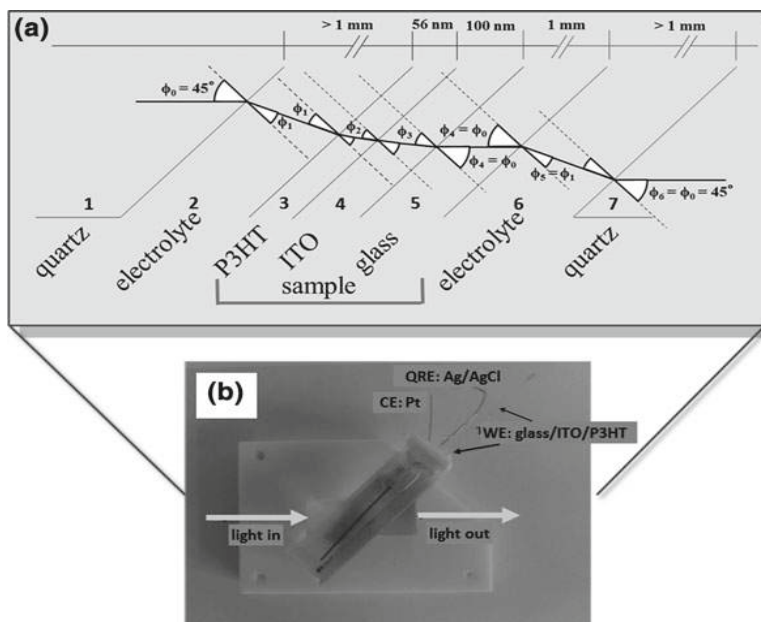 (a)
> 1 mm 56 nm 100 nm 1 mm > 1 mm
ϕ₀ = 45°
ϕ₁
ϕ₁
ϕ₂
ϕ₃
ϕ₄ = ϕ₀
ϕ₄ = ϕ₀
ϕ₅ = ϕ₁
ϕ₆ = ϕ₀ = 45°
1 2 3 4 5 6 7
quartz electrolyte P3HT ITO glass electrolyte quartz
sample
(b)
QRE: Ag/AgCl
CE: Pt
WE: glass/ITO/P3HT
light in
light out